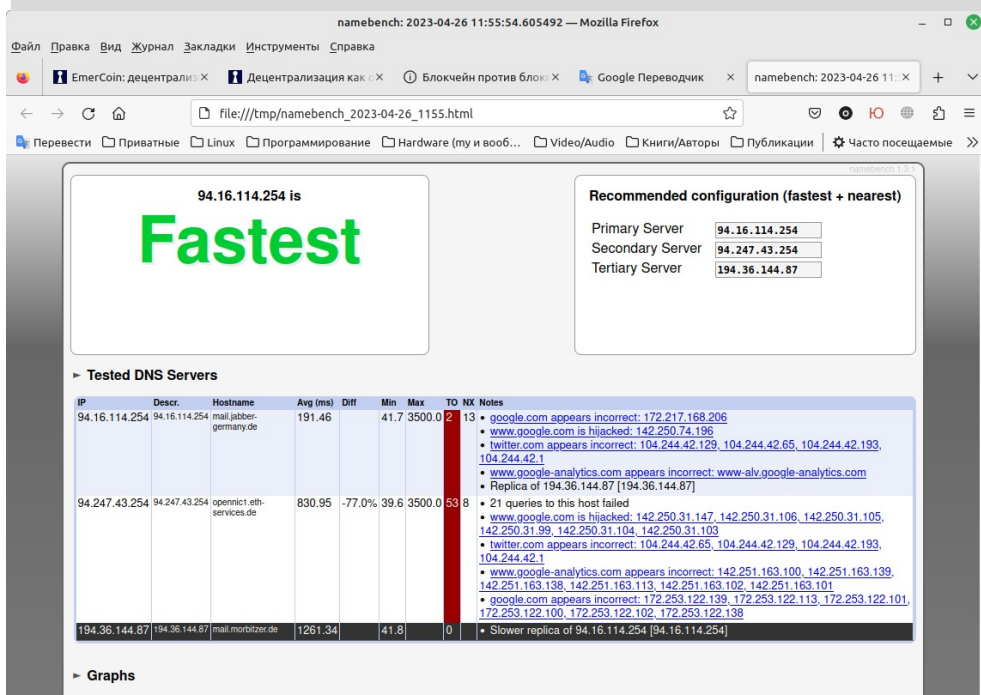 namebench: 2023-04-26 11:55:54.605492 — Mozilla Firefox
Файл Правка Вид Журнал Закладки Инструменты Справка
EmerCoin: децентрализ Децентрализация как с Блокчейн против блоки Google Переводчик namebench: 2023-04-26 11:
file:///tmp/namebench_2023-04-26_1155.html
Перевести Приватные Linux Программирование Hardware (my и вооб... Video/Audio Книги/Авторы Публикации Часто посещаемые
namebench 1.3.1
94.16.114.254 is
Fastest
Recommended configuration (fastest + nearest)
Primary Server 94.16.114.254
Secondary Server 94.247.43.254
Tertiary Server 194.36.144.87
► Tested DNS Servers
IP Descr. Hostname Avg (ms) Diff Min Max TO NX Notes
94.16.114.254 94.16.114.254 mail.jabber-germany.de 191.46 41.7 3500.0 2 13 • google.com appears incorrect: 172.217.168.206
• www.google.com is hijacked: 142.250.74.196
• twitter.com appears incorrect: 104.244.42.129, 104.244.42.65, 104.244.42.193,
104.244.42.1
• www.google-analytics.com appears incorrect: www-alv.google-analytics.com
• Replica of 194.36.144.87 [194.36.144.87]
94.247.43.254 94.247.43.254 opennic1.eth-services.de 830.95 -77.0% 39.6 3500.0 53 8 • 21 queries to this host failed
• www.google.com is hijacked: 142.250.31.147, 142.250.31.106, 142.250.31.105,
142.250.31.99, 142.250.31.104, 142.250.31.103
• twitter.com appears incorrect: 104.244.42.65, 104.244.42.129, 104.244.42.193,
104.244.42.1
• www.google-analytics.com appears incorrect: 142.251.163.100, 142.251.163.139,
142.251.163.138, 142.251.163.113, 142.251.163.102, 142.251.163.101
• google.com appears incorrect: 172.253.122.139, 172.253.122.113, 172.253.122.101,
172.253.122.100, 172.253.122.102, 172.253.122.138
194.36.144.87 194.36.144.87 mail.morbitzer.de 1261.34 41.8 0 • Slower replica of 94.16.114.254 [94.16.114.254]
► Graphs